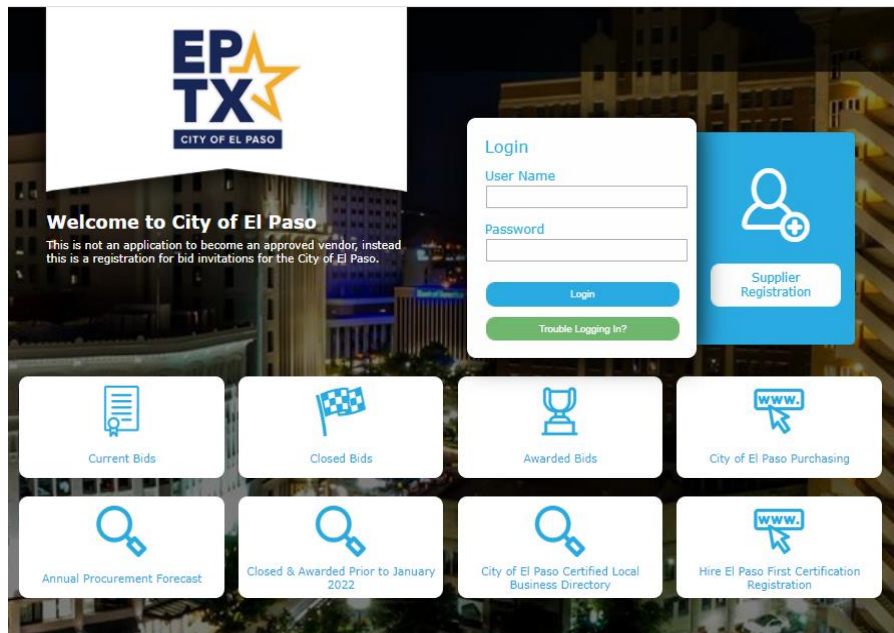 EP
TX
CITY OF EL PASO
Welcome to City of El Paso
This is not an application to become an approved vendor, instead
this is a registration for bid invitations for the City of El Paso.
Login
User Name
Password
Login
Trouble Logging In?
Supplier
Registration
Bank of America
Current Bids
Closed Bids
Awarded Bids
www.
City of El Paso Purchasing
Annual Procurement Forecast
Closed & Awarded Prior to January
2022
City of El Paso Certified Local
Business Directory
www.
Hire El Paso First Certification
Registration